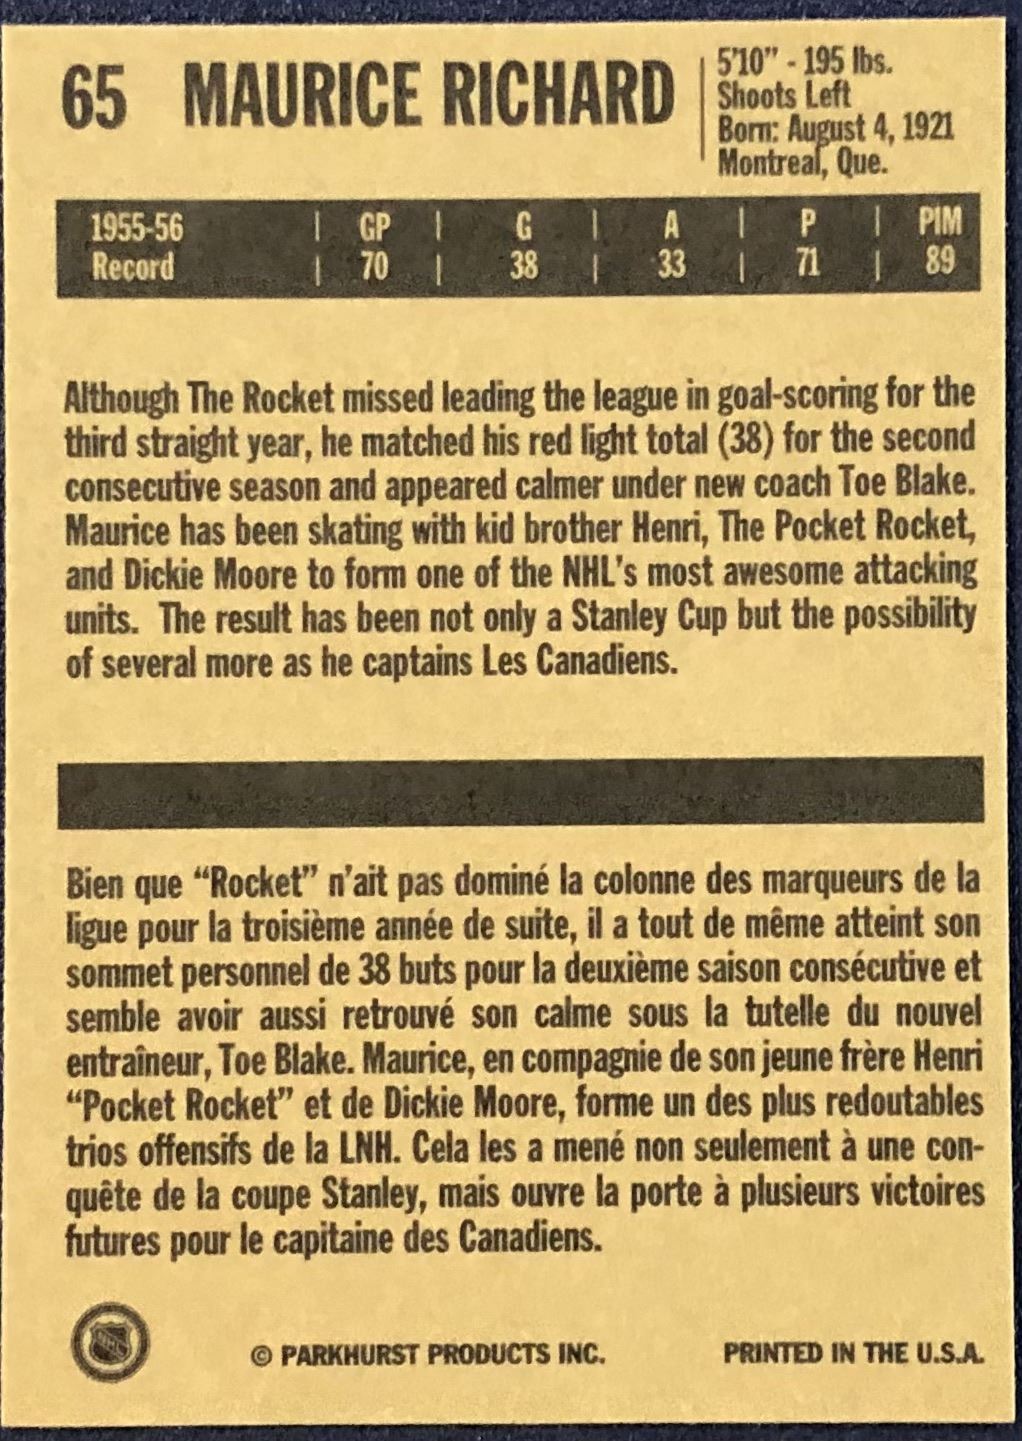 65 MAURICE RICHARD
5'10” - 195 lbs.
Shoots Left
Born: August 4, 1921
Montreal, Que.
1955-56 | GP | G | A | P | PIM
Record | 70 | 38 | 33 | 71 | 89
Although The Rocket missed leading the league in goal-scoring for the
third straight year, he matched his red light total (38) for the second
consecutive season and appeared calmer under new coach Toe Blake.
Maurice has been skating with kid brother Henri, The Pocket Rocket,
and Dickie Moore to form one of the NHL's most awesome attacking
units. The result has been not only a Stanley Cup but the possibility
of several more as he captains Les Canadiens.
Bien que “Rocket” n'ait pas dominé la colonne des marqueurs de la
ligue pour la troisième année de suite, il a tout de même atteint son
sommet personnel de 38 buts pour la deuxième saison consécutive et
semble avoir aussi retrouvé son calme sous la tutelle du nouvel
entraîneur, Toe Blake. Maurice, en compagnie de son jeune frère Henri
“Pocket Rocket” et de Dickie Moore, forme un des plus redoutables
trios offensifs de la LNH. Cela les a mené non seulement à une con-
quête de la coupe Stanley, mais ouvre la porte à plusieurs victoires
futures pour le capitaine des Canadiens.
NHL
© PARKHURST PRODUCTS INC. PRINTED IN THE U.S.A.